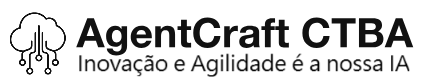 AgentCraft CTBA
Inovação e Agilidade é a nossa IA